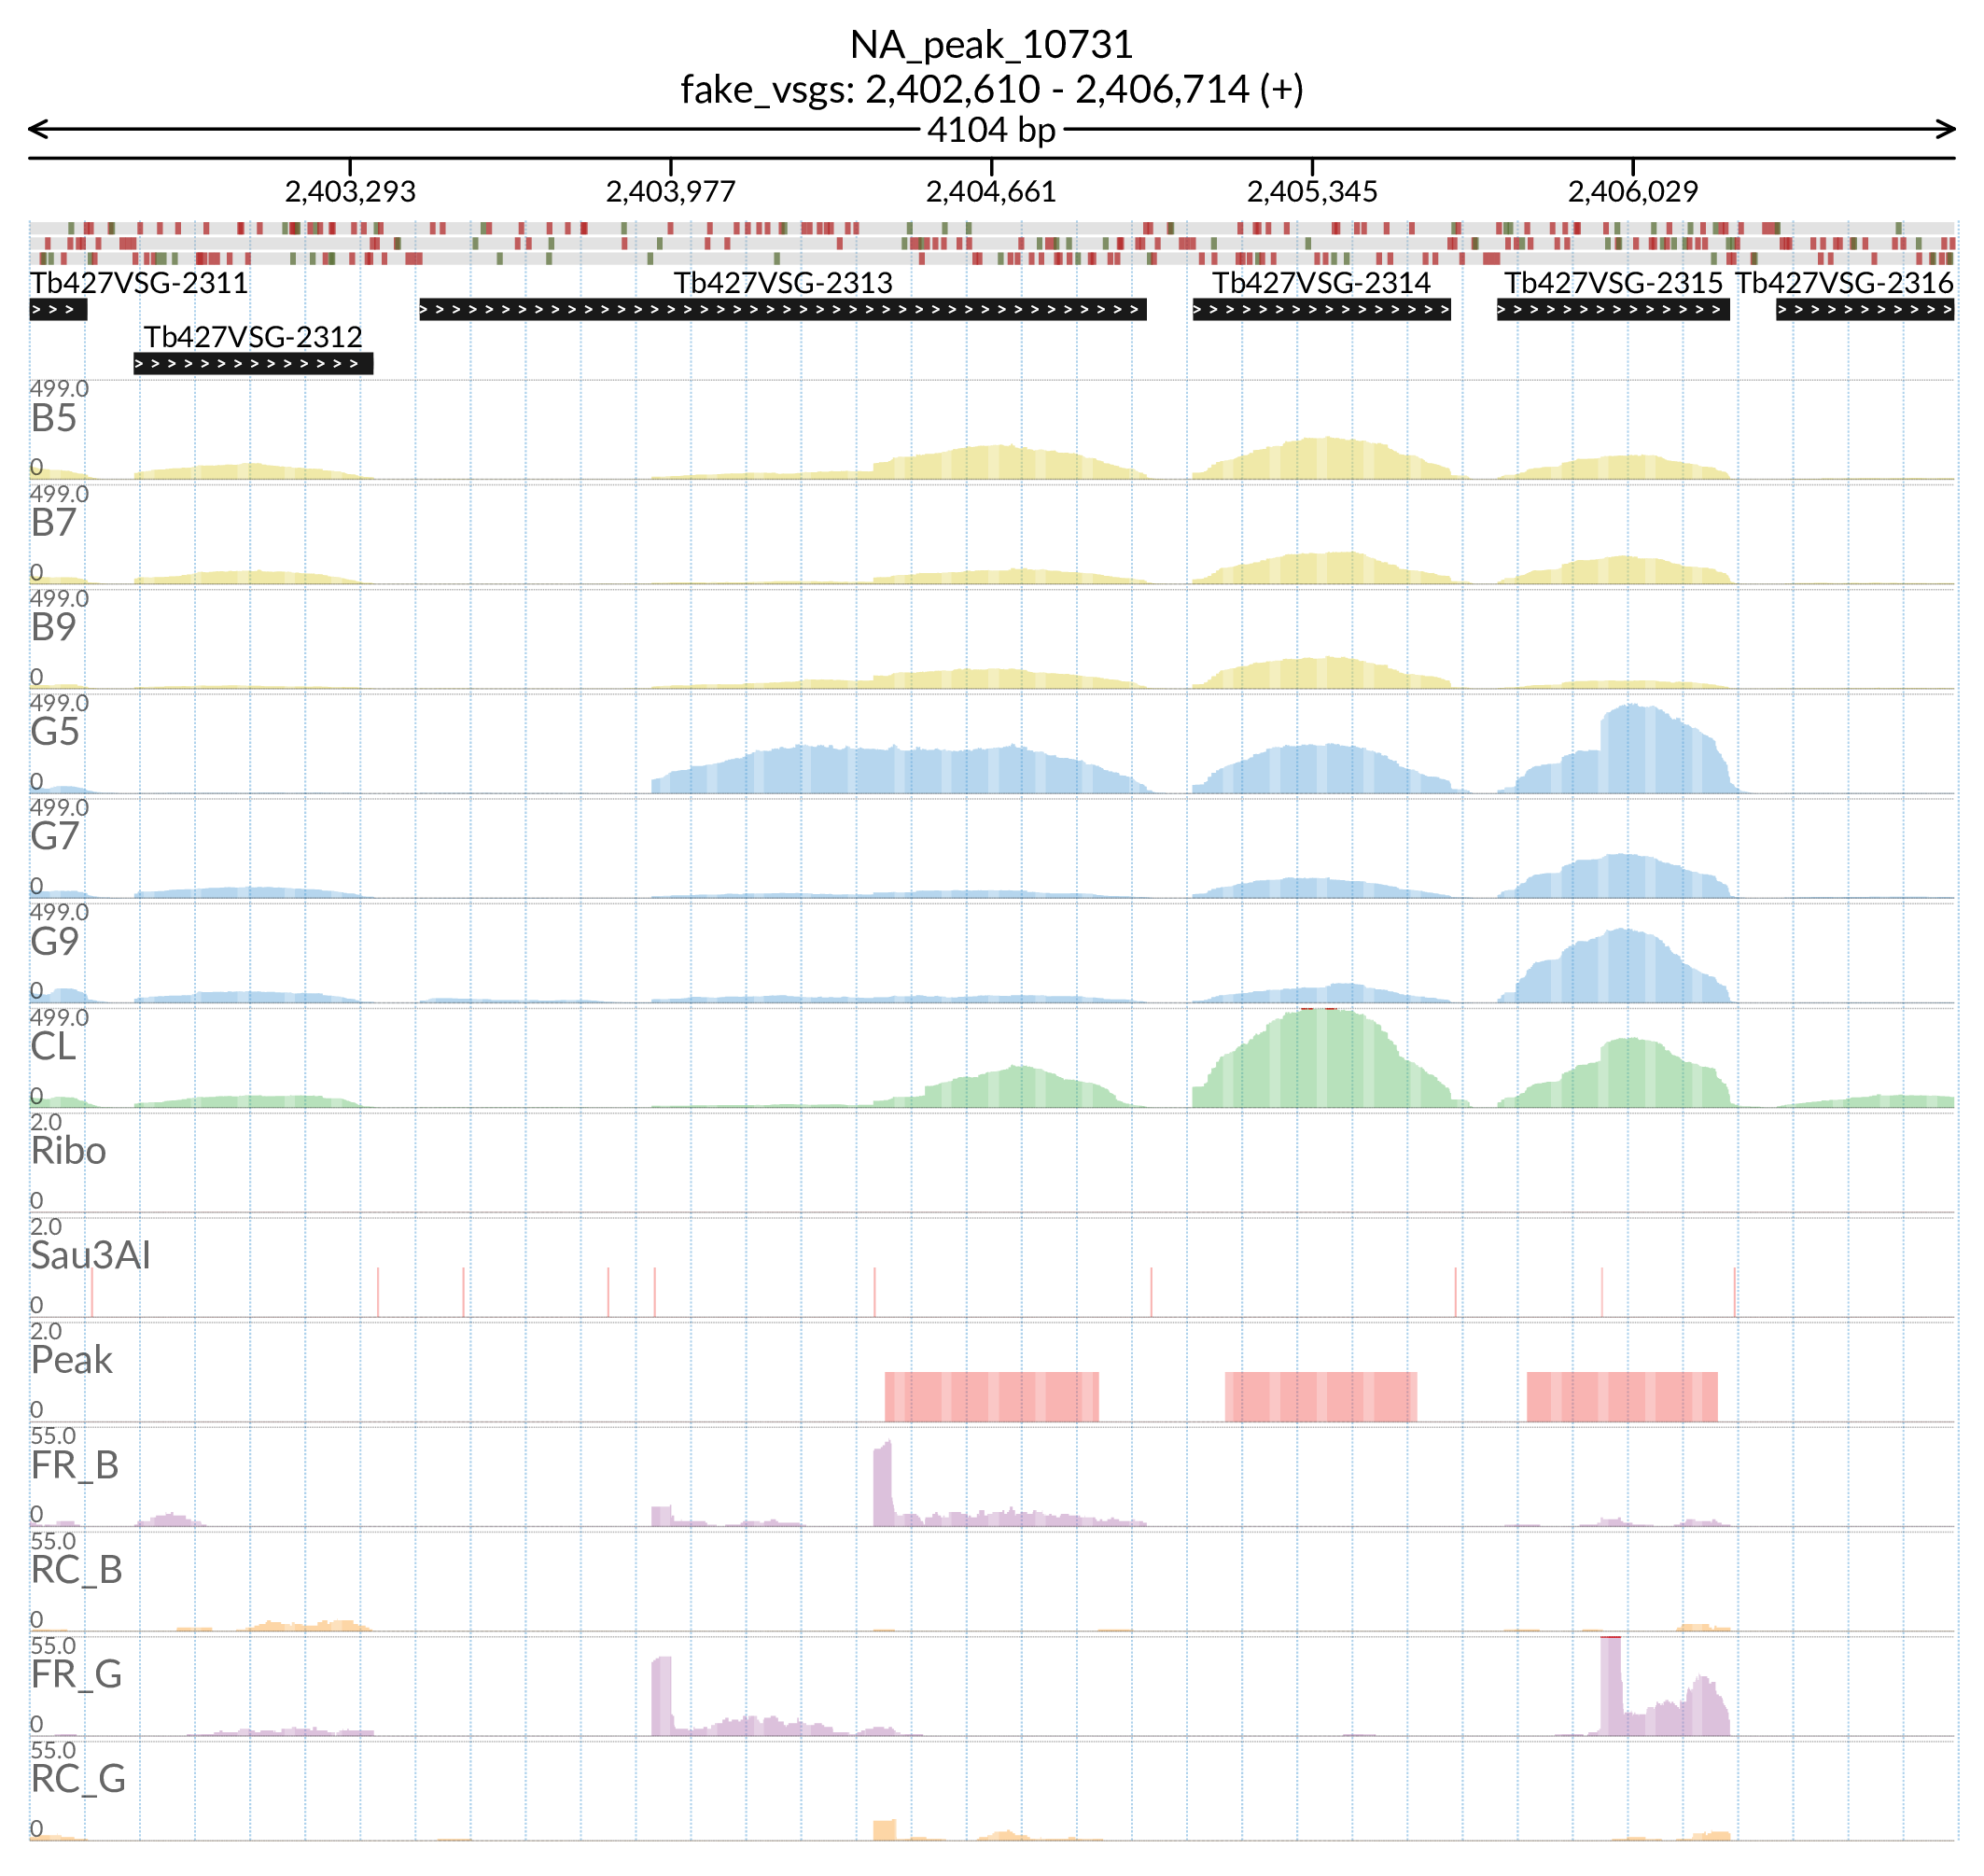 NA_peak_10731
fake_vsgs: 2,402,610 - 2,406,714 (+)
4104 bp
2,403,293 2,403,977 2,404,661 2,405,345 2,406,029
Tb427VSG-2311 Tb427VSG-2313 Tb427VSG-2314 Tb427VSG-2315 Tb427VSG-2316
Tb427VSG-2312
499.0
B5
0
499.0
B7
0
499.0
B9
0
499.0
G5
0
499.0
G7
0
499.0
G9
0
499.0
CL
0
2.0
Ribo
0
2.0
Sau3AI
0
2.0
Peak
0
55.0
FR_B
0
55.0
RC_B
0
55.0
FR_G
0
55.0
RC_G
0